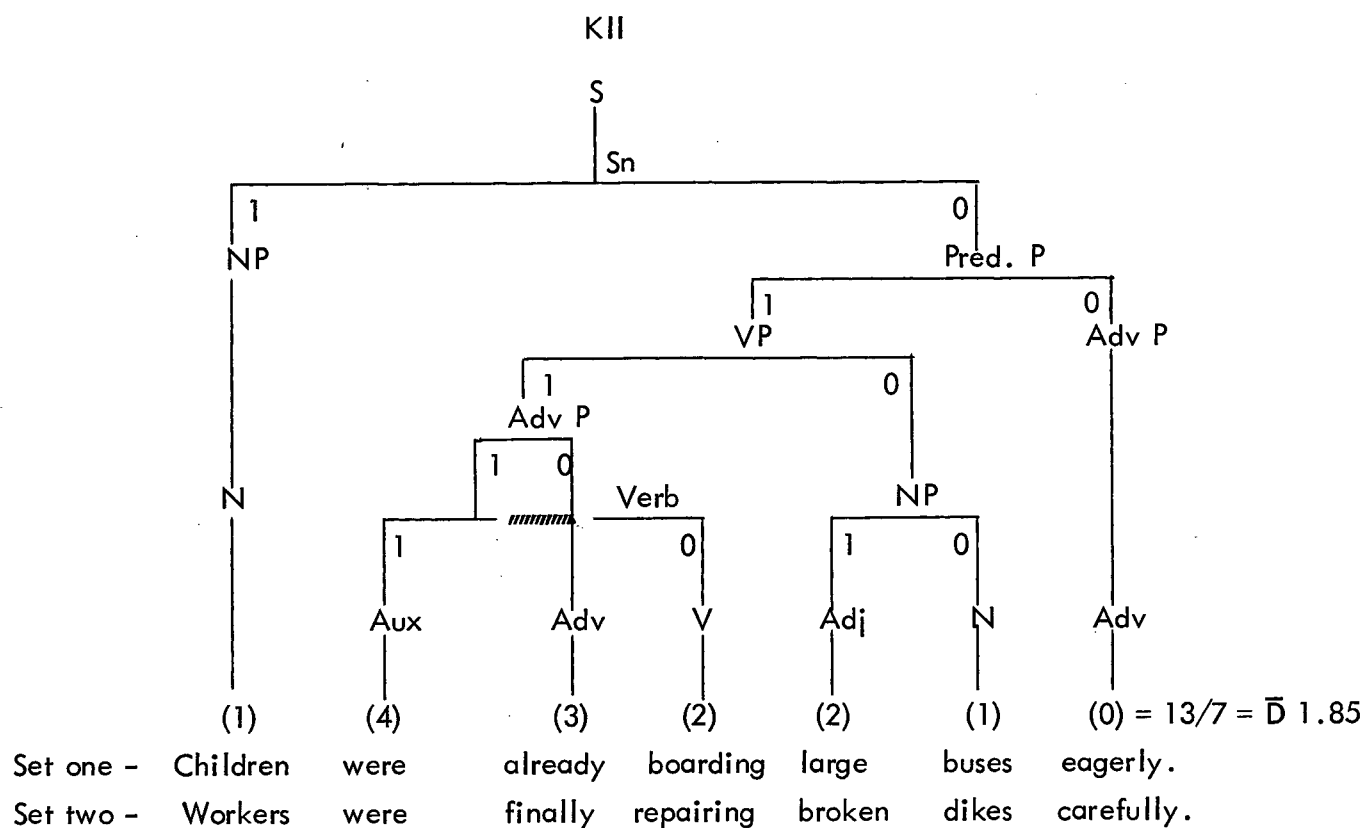 KII
S
Sn
1 0
NP Pred. P
1 0
VP Adv P
1 0
Adv P
1 0
N Verb NP
1 0 1 0
Aux Adv V Adj N Adv
(1) (4) (3) (2) (2) (1) (0) = 13/7 = D̄ 1.85
Set one - Children were already boarding large buses eagerly.
Set two - Workers were finally repairing broken dikes carefully.